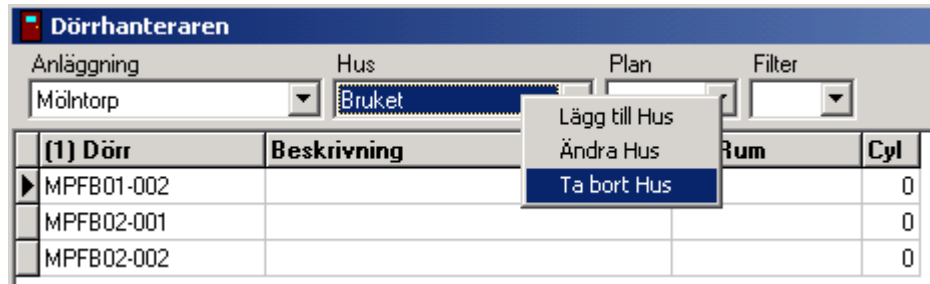 Dörrhanteraren
Anläggning Hus Plan Filter
Mölntorp Bruket
Lägg till Hus
Ändra Hus
Ta bort Hus
(1) Dörr Beskrivning Rum Cyl
MPFB01-002 0
MPFB02-001 0
MPFB02-002 0